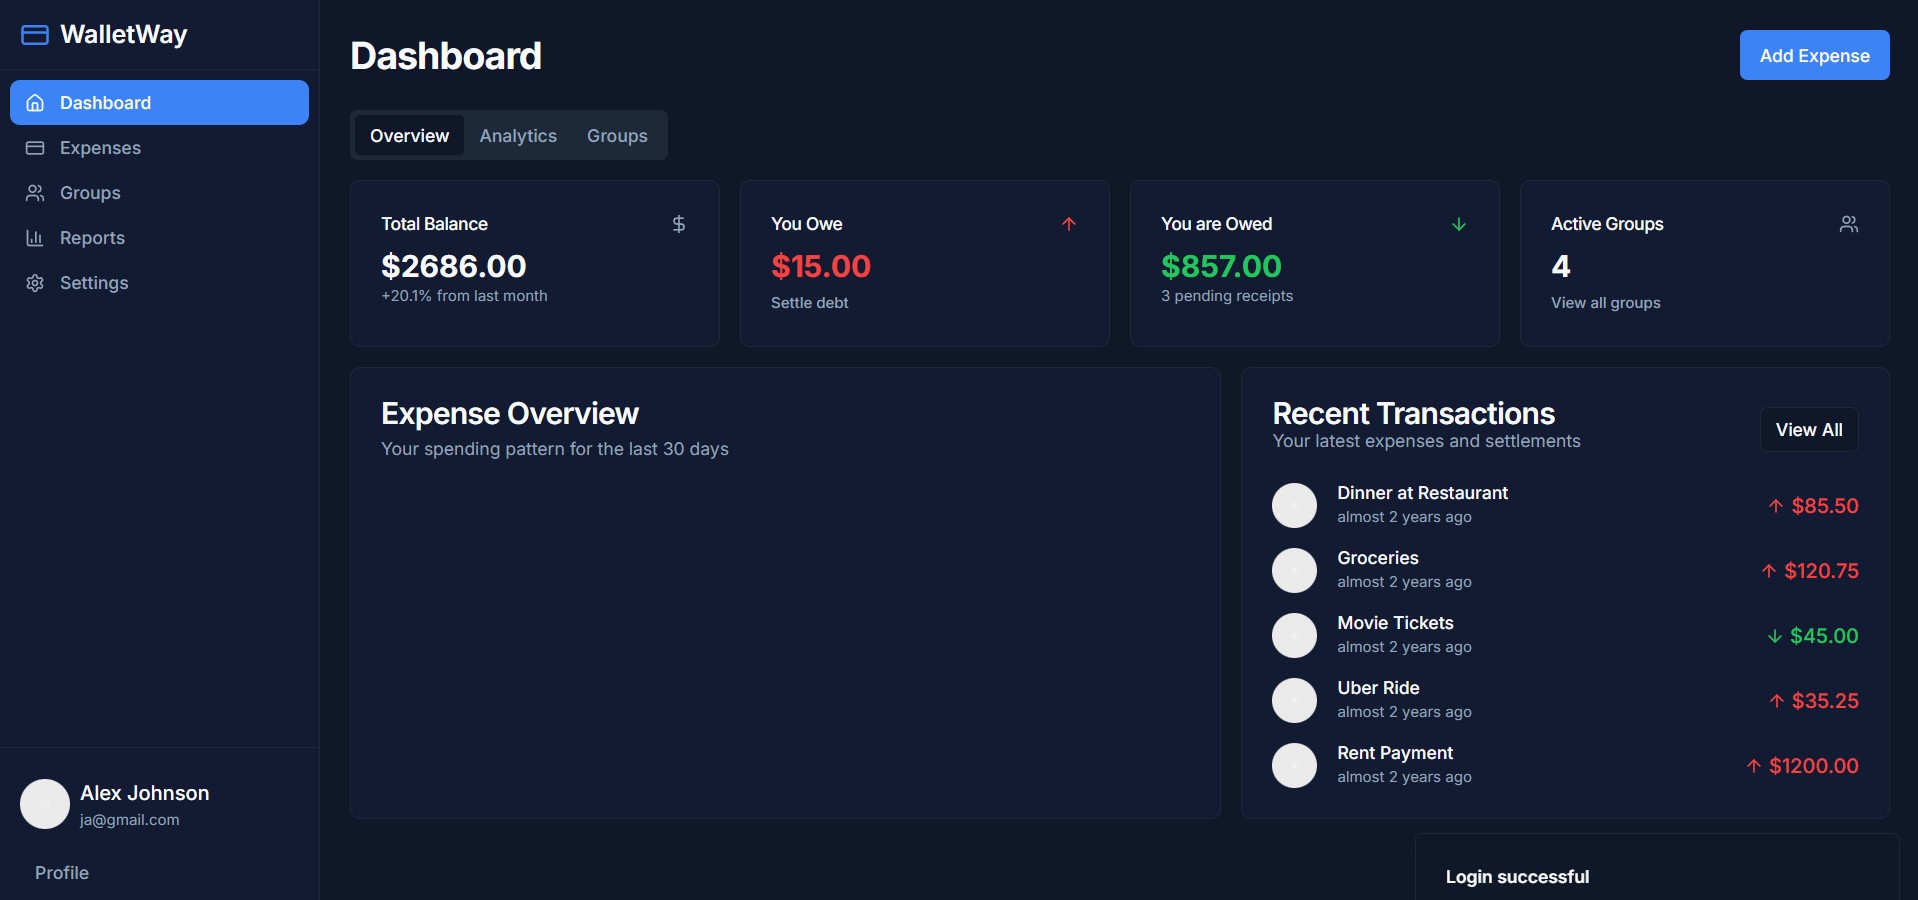 WalletWay
Dashboard
Expenses
Groups
Reports
Settings
Alex Johnson
ja@gmail.com
Profile
Dashboard
Add Expense
Overview
Analytics
Groups
Total Balance
$2686.00
+20.1% from last month
You Owe
$15.00
Settle debt
You are Owed
$857.00
3 pending receipts
Active Groups
4
View all groups
Expense Overview
Your spending pattern for the last 30 days
Recent Transactions
Your latest expenses and settlements
View All
Dinner at Restaurant
almost 2 years ago
$85.50
Groceries
almost 2 years ago
$120.75
Movie Tickets
almost 2 years ago
$45.00
Uber Ride
almost 2 years ago
$35.25
Rent Payment
almost 2 years ago
$1200.00
Login successful